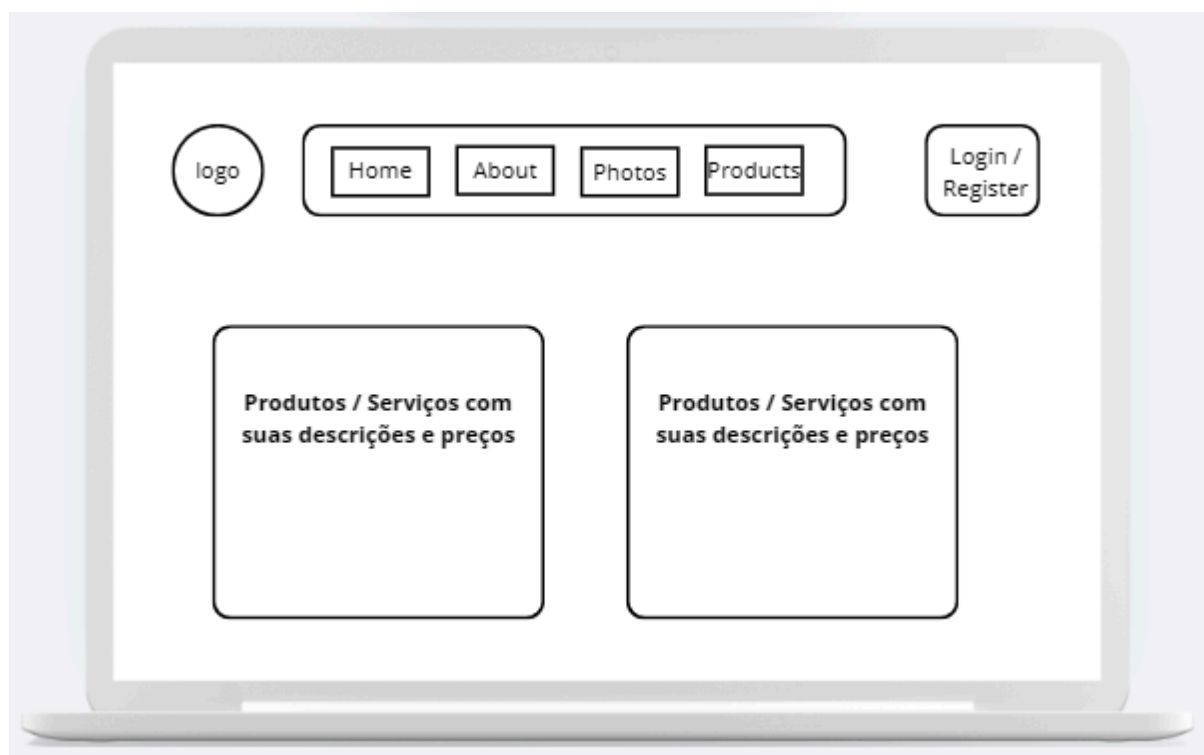 logo
Home
About
Photos
Products
Login /
Register
Produtos / Serviços com
suas descrições e preços
Produtos / Serviços com
suas descrições e preços